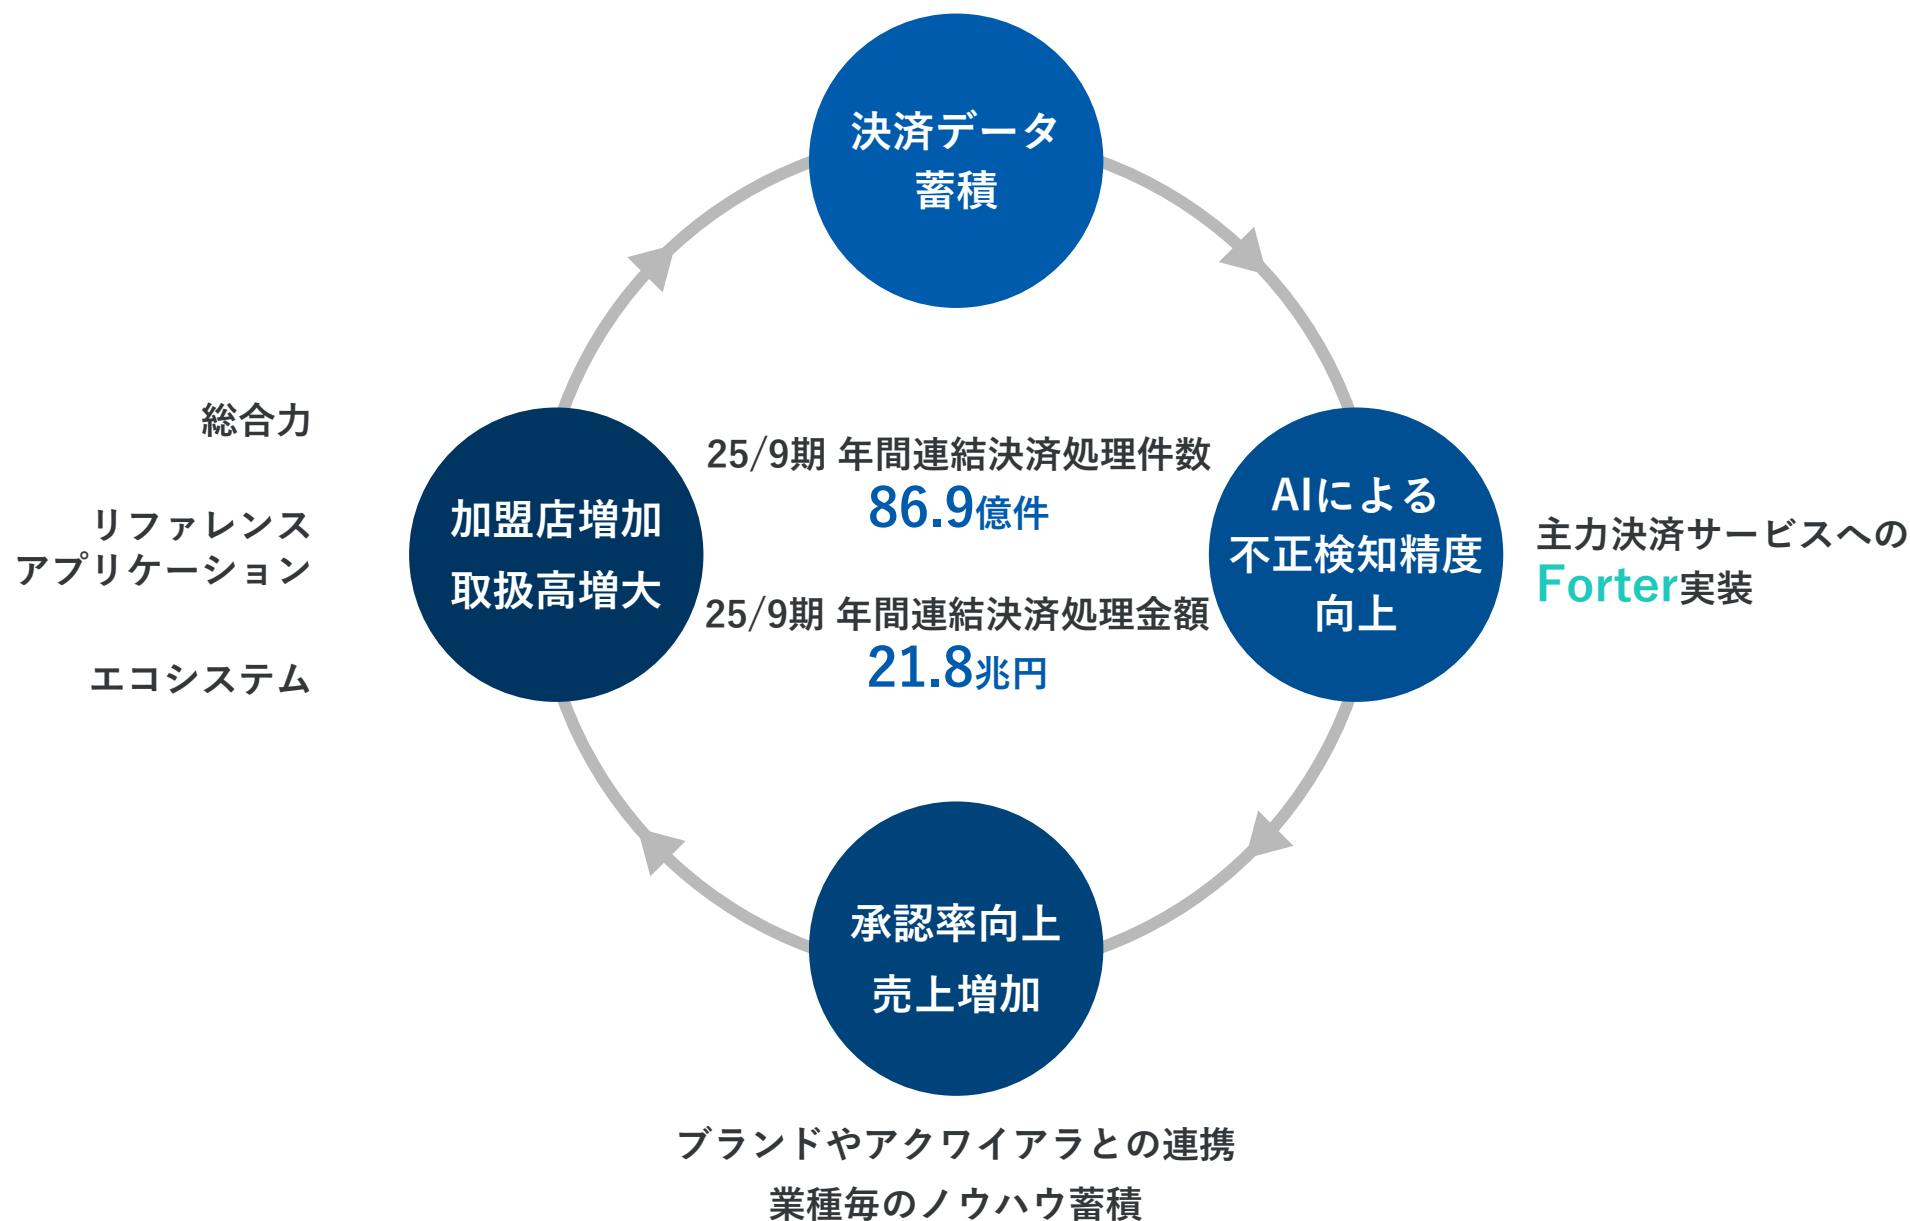 決済データ
蓄積
総合力
リファレンス
アプリケーション
エコシステム
加盟店増加
取扱高増大
25/9期 年間連結決済処理件数
86.9億件
25/9期 年間連結決済処理金額
21.8兆円
AIによる
不正検知精度
向上
主力決済サービスへの
Forter実装
承認率向上
売上増加
ブランドやアクワイアラとの連携
業種毎のノウハウ蓄積